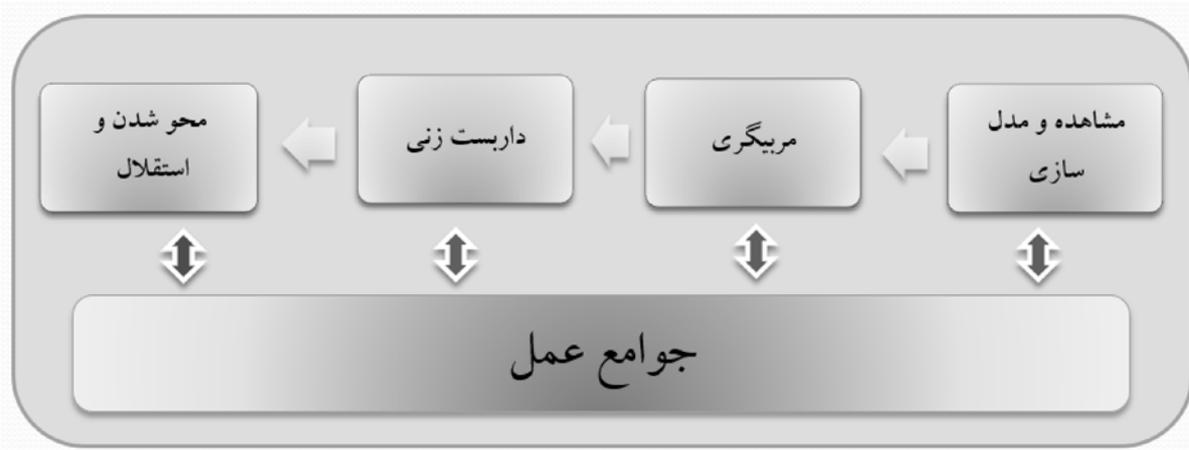 مشاهده و مدل
سازی
مربیگری
داربست زنی
محو شدن و
استقلال
جوامع عمل